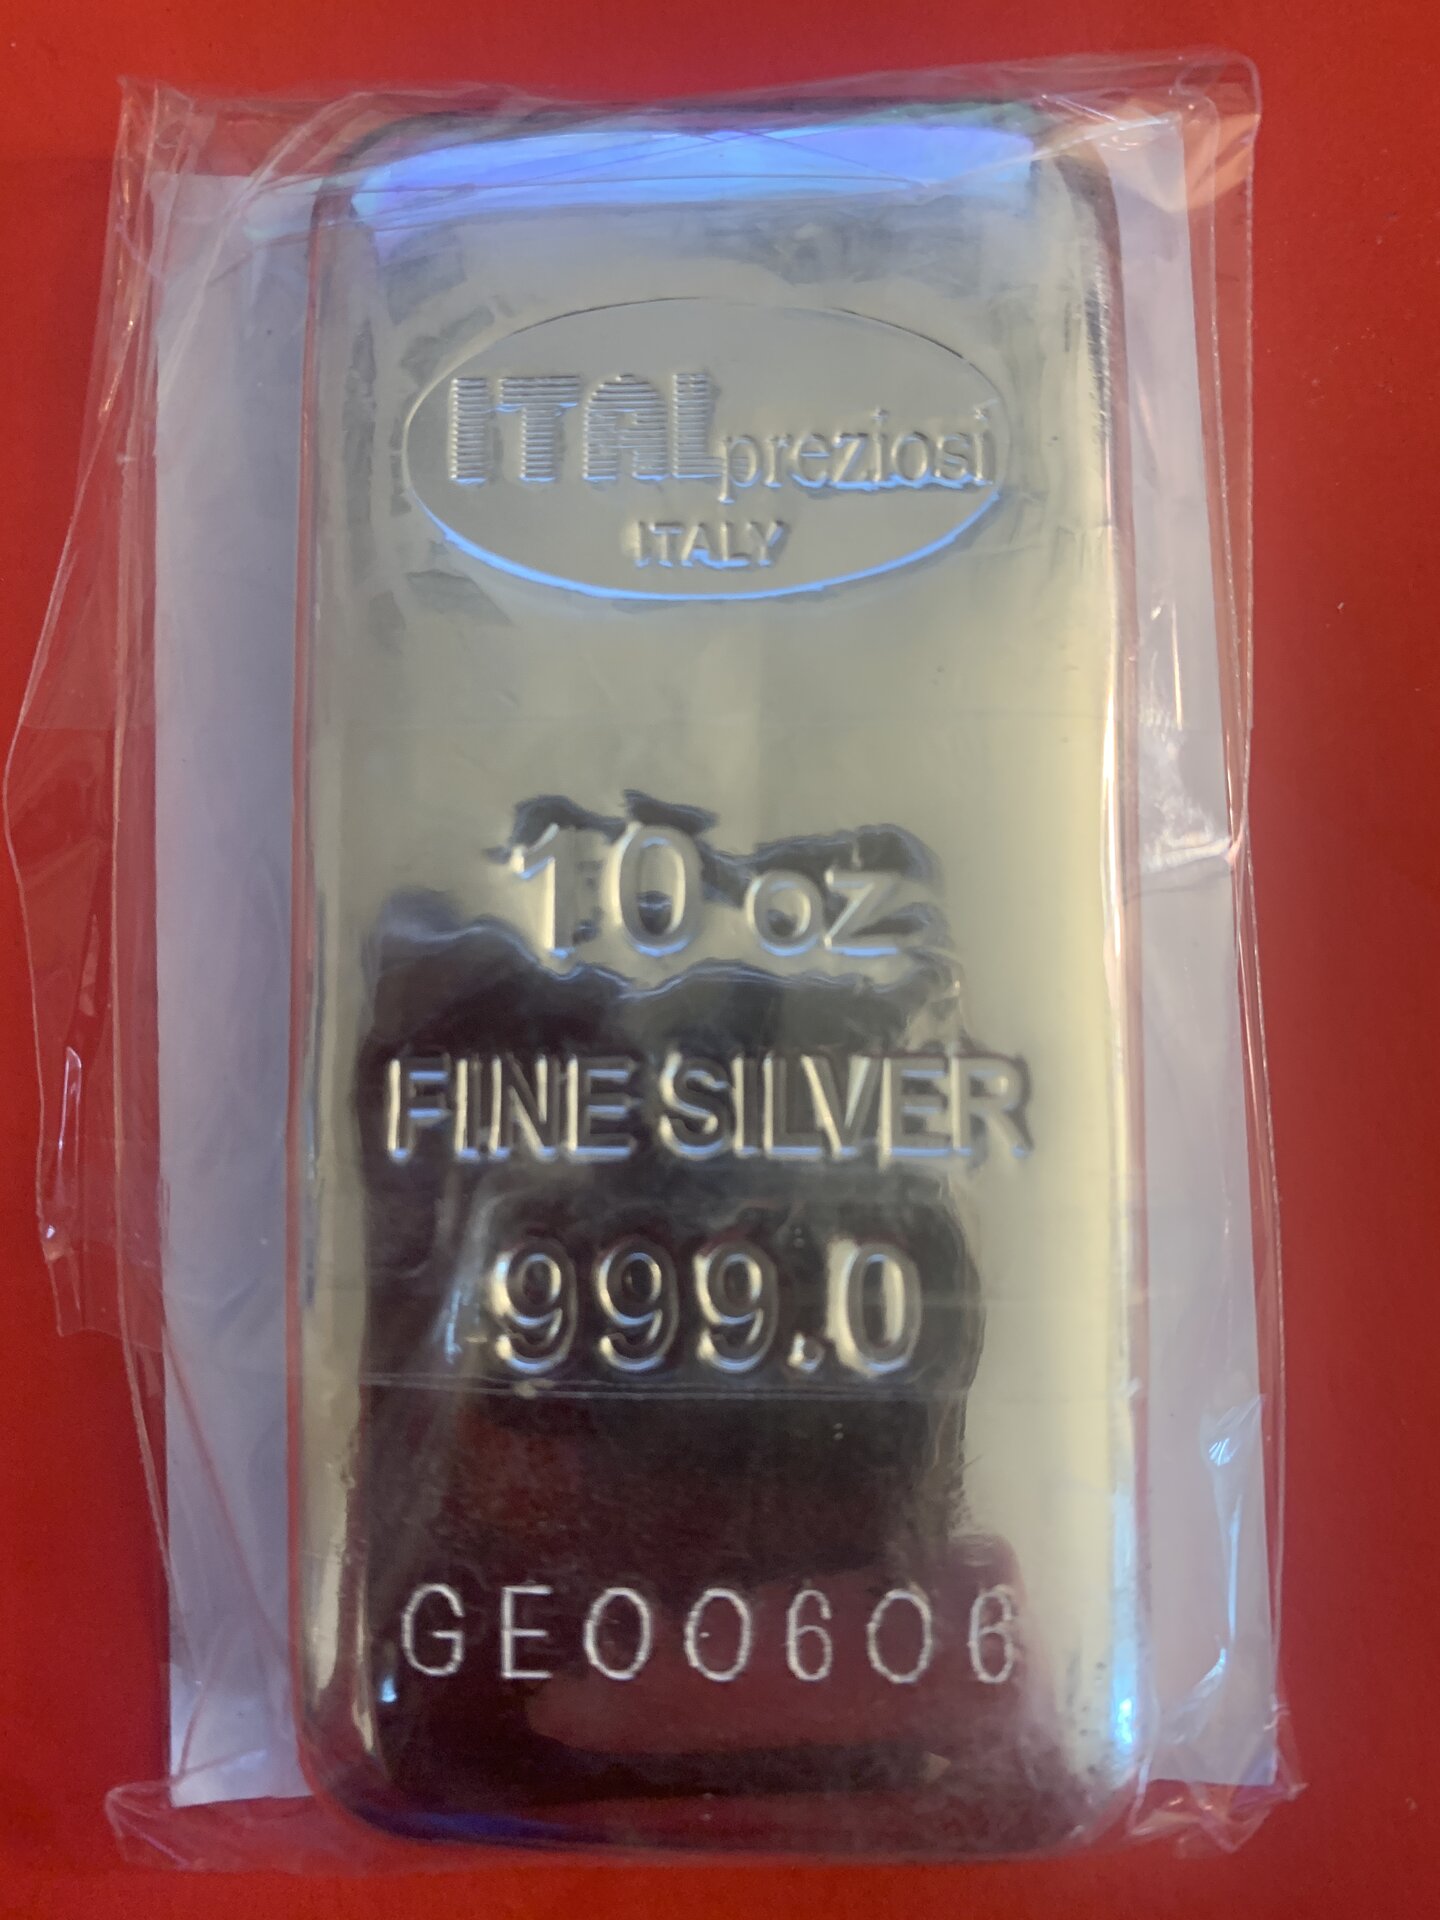 ITALpreziosi
ITALY
10 oz
FINE SILVER
999.0
GE00606